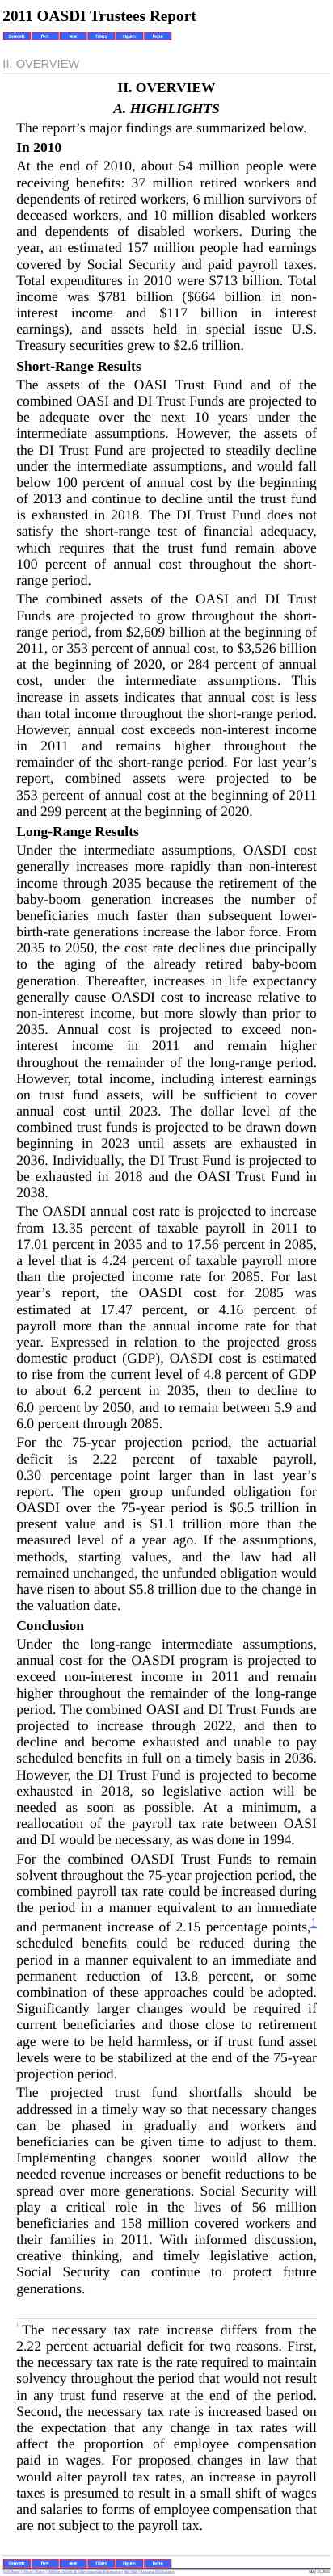 2011 OASDI Trustees Report
Contents Prev Next Tables Figures Index
II. OVERVIEW
II. OVERVIEW
A. HIGHLIGHTS
The report’s major findings are summarized below.
In 2010
At the end of 2010, about 54 million people were
receiving benefits: 37 million retired workers and
dependents of retired workers, 6 million survivors of
deceased workers, and 10 million disabled workers
and dependents of disabled workers. During the
year, an estimated 157 million people had earnings
covered by Social Security and paid payroll taxes.
Total expenditures in 2010 were $713 billion. Total
income was $781 billion ($664 billion in non-
interest income and $117 billion in interest
earnings), and assets held in special issue U.S.
Treasury securities grew to $2.6 trillion.
Short-Range Results
The assets of the OASI Trust Fund and of the
combined OASI and DI Trust Funds are projected to
be adequate over the next 10 years under the
intermediate assumptions. However, the assets of
the DI Trust Fund are projected to steadily decline
under the intermediate assumptions, and would fall
below 100 percent of annual cost by the beginning
of 2013 and continue to decline until the trust fund
is exhausted in 2018. The DI Trust Fund does not
satisfy the short-range test of financial adequacy,
which requires that the trust fund remain above
100 percent of annual cost throughout the short-
range period.
The combined assets of the OASI and DI Trust
Funds are projected to grow throughout the short-
range period, from $2,609 billion at the beginning of
2011, or 353 percent of annual cost, to $3,526 billion
at the beginning of 2020, or 284 percent of annual
cost, under the intermediate assumptions. This
increase in assets indicates that annual cost is less
than total income throughout the short-range period.
However, annual cost exceeds non-interest income
in 2011 and remains higher throughout the
remainder of the short-range period. For last year’s
report, combined assets were projected to be
353 percent of annual cost at the beginning of 2011
and 299 percent at the beginning of 2020.
Long-Range Results
Under the intermediate assumptions, OASDI cost
generally increases more rapidly than non-interest
income through 2035 because the retirement of the
baby-boom generation increases the number of
beneficiaries much faster than subsequent lower-
birth-rate generations increase the labor force. From
2035 to 2050, the cost rate declines due principally
to the aging of the already retired baby-boom
generation. Thereafter, increases in life expectancy
generally cause OASDI cost to increase relative to
non-interest income, but more slowly than prior to
2035. Annual cost is projected to exceed non-
interest income in 2011 and remain higher
throughout the remainder of the long-range period.
However, total income, including interest earnings
on trust fund assets, will be sufficient to cover
annual cost until 2023. The dollar level of the
combined trust funds is projected to be drawn down
beginning in 2023 until assets are exhausted in
2036. Individually, the DI Trust Fund is projected to
be exhausted in 2018 and the OASI Trust Fund in
2038.
The OASDI annual cost rate is projected to increase
from 13.35 percent of taxable payroll in 2011 to
17.01 percent in 2035 and to 17.56 percent in 2085,
a level that is 4.24 percent of taxable payroll more
than the projected income rate for 2085. For last
year’s report, the OASDI cost for 2085 was
estimated at 17.47 percent, or 4.16 percent of
payroll more than the annual income rate for that
year. Expressed in relation to the projected gross
domestic product (GDP), OASDI cost is estimated
to rise from the current level of 4.8 percent of GDP
to about 6.2 percent in 2035, then to decline to
6.0 percent by 2050, and to remain between 5.9 and
6.0 percent through 2085.
For the 75-year projection period, the actuarial
deficit is 2.22 percent of taxable payroll,
0.30 percentage point larger than in last year’s
report. The open group unfunded obligation for
OASDI over the 75-year period is $6.5 trillion in
present value and is $1.1 trillion more than the
measured level of a year ago. If the assumptions,
methods, starting values, and the law had all
remained unchanged, the unfunded obligation would
have risen to about $5.8 trillion due to the change in
the valuation date.
Conclusion
Under the long-range intermediate assumptions,
annual cost for the OASDI program is projected to
exceed non-interest income in 2011 and remain
higher throughout the remainder of the long-range
period. The combined OASI and DI Trust Funds are
projected to increase through 2022, and then to
decline and become exhausted and unable to pay
scheduled benefits in full on a timely basis in 2036.
However, the DI Trust Fund is projected to become
exhausted in 2018, so legislative action will be
needed as soon as possible. At a minimum, a
reallocation of the payroll tax rate between OASI
and DI would be necessary, as was done in 1994.
For the combined OASDI Trust Funds to remain
solvent throughout the 75-year projection period, the
combined payroll tax rate could be increased during
the period in a manner equivalent to an immediate
and permanent increase of 2.15 percentage points,1
scheduled benefits could be reduced during the
period in a manner equivalent to an immediate and
permanent reduction of 13.8 percent, or some
combination of these approaches could be adopted.
Significantly larger changes would be required if
current beneficiaries and those close to retirement
age were to be held harmless, or if trust fund asset
levels were to be stabilized at the end of the 75-year
projection period.
The projected trust fund shortfalls should be
addressed in a timely way so that necessary changes
can be phased in gradually and workers and
beneficiaries can be given time to adjust to them.
Implementing changes sooner would allow the
needed revenue increases or benefit reductions to be
spread over more generations. Social Security will
play a critical role in the lives of 56 million
beneficiaries and 158 million covered workers and
their families in 2011. With informed discussion,
creative thinking, and timely legislative action,
Social Security can continue to protect future
generations.
The necessary tax rate increase differs from the
2.22 percent actuarial deficit for two reasons. First,
the necessary tax rate is the rate required to maintain
solvency throughout the period that would not result
in any trust fund reserve at the end of the period.
Second, the necessary tax rate is increased based on
the expectation that any change in tax rates will
affect the proportion of employee compensation
paid in wages. For proposed changes in law that
would alter payroll tax rates, an increase in payroll
taxes is presumed to result in a small shift of wages
and salaries to forms of employee compensation that
are not subject to the payroll tax.
Contents Prev Next Tables Figures Index